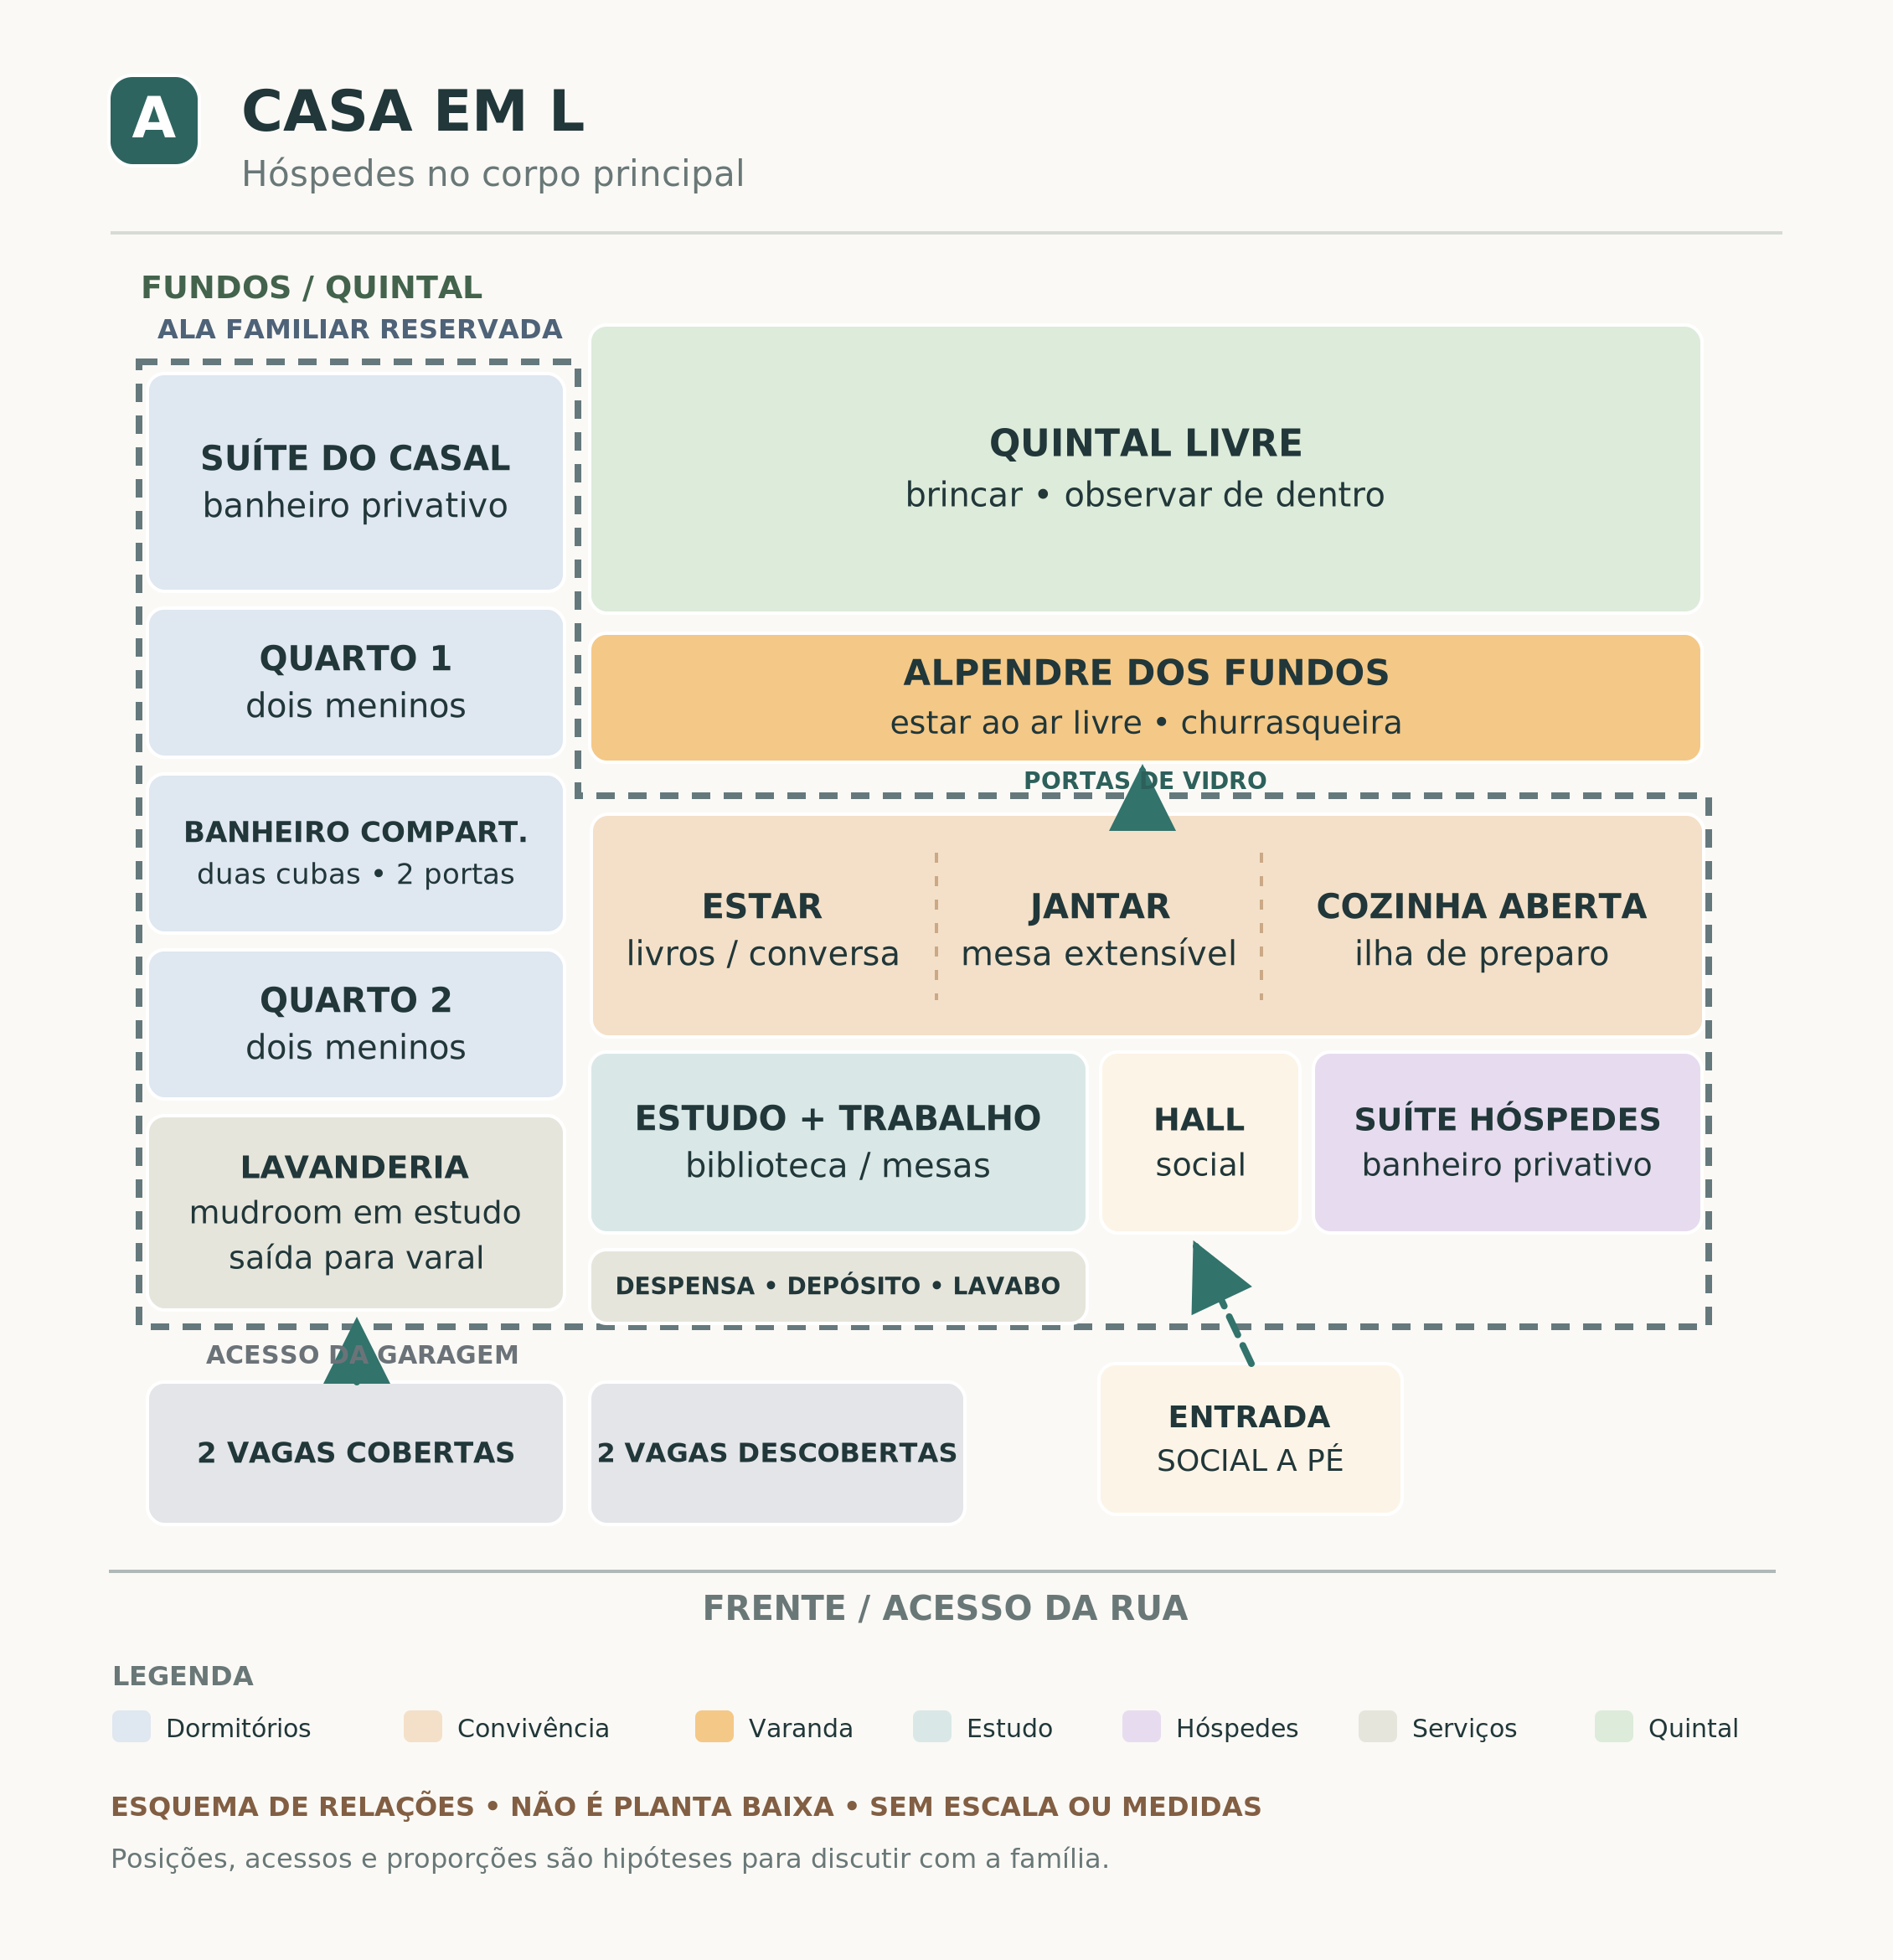 A
CASA EM L
Hóspedes no corpo principal
FUNDOS / QUINTAL
ALA FAMILIAR RESERVADA
SUÍTE DO CASAL
banheiro privativo
QUINTAL LIVRE
brincar • observar de dentro
QUARTO 1
dois meninos
ALPENDRE DOS FUNDOS
estar ao ar livre • churrasqueira
PORTAS DE VIDRO
BANHEIRO COMPART.
duas cubas • 2 portas
ESTAR
livros / conversa
JANTAR
mesa extensível
COZINHA ABERTA
ilha de preparo
QUARTO 2
dois meninos
ESTUDO + TRABALHO
biblioteca / mesas
HALL
social
SUÍTE HÓSPEDES
banheiro privativo
LAVANDERIA
mudroom em estudo
saída para varal
DESPENSA • DEPÓSITO • LAVABO
ACESSO DA GARAGEM
2 VAGAS COBERTAS
2 VAGAS DESCOBERTAS
ENTRADA
SOCIAL A PÉ
FRENTE / ACESSO DA RUA
LEGENDA
Dormitórios
Convivência
Varanda
Estudo
Hóspedes
Serviços
Quintal
ESQUEMA DE RELAÇÕES • NÃO É PLANTA BAIXA • SEM ESCALA OU MEDIDAS
Posições, acessos e proporções são hipóteses para discutir com a família.